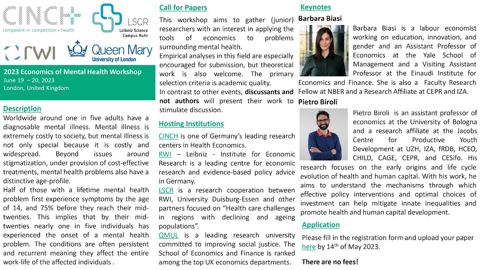 CINCH
competence in competition + health
LSCR
Leibniz Science
Campus Ruhr
RWI
Queen Mary
University of London
2023 Economics of Mental Health Workshop
June 19 – 20, 2023
London, United Kingdom
Description
Worldwide around one in five adults have a
diagnosable mental illness. Mental illness is
extremely costly to society, but mental illness is
not only special because it is costly and
widespread. Beyond issues around
stigmatization, under provision of cost-effective
treatments, mental health problems also have a
distinctive age-profile.
Half of those with a lifetime mental health
problem first experience symptoms by the age
of 14, and 75% before they reach their mid-
twenties. This implies that by their mid-
twenties nearly one in five individuals has
experienced the onset of a mental health
problem. The conditions are often persistent
and recurrent meaning they affect the entire
work-life of the affected individuals .
Call for Papers
This workshop aims to gather (junior)
researchers with an interest in applying the
tools of economics to problems
surrounding mental health.
Empirical analyses in this field are especially
encouraged for submission, but theoretical
work is also welcome. The primary
selection criteria is academic quality.
In contrast to other events, discussants and
not authors will present their work to
stimulate discussion.
Hosting Institutions
CINCH is one of Germany's leading research
centers in Health Economics.
RWI – Leibniz - Institute for Economic
Research is a leading centre for economic
research and evidence-based policy advice
in Germany.
LSCR is a research cooperation between
RWI, University Duisburg-Essen and other
partners focused on "Health care challenges
in regions with declining and ageing
populations".
QMUL is a leading research university
committed to improving social justice. The
School of Economics and Finance is ranked
among the top UK economics departments.
Keynotes
Barbara Biasi
Barbara Biasi is a labour economist
working on education, innovation, and
gender and an Assistant Professor of
Economics at the Yale School of
Management and a Visiting Assistant
Professor at the Einaudi Institute for
Economics and Finance. She is also a Faculty Research
Fellow at NBER and a Research Affiliate at CEPR and IZA.
Pietro Biroli
Pietro Biroli is an assistant professor of
economics at the University of Bologna
and a research affiliate at the Jacobs
Centre for Productive Youth
Development at UZH, IZA, fRDB, HCEO,
CHILD, CAGE, CEPR, and CESifo. His
research focuses on the early origins and life cycle
evolution of health and human capital. With his work, he
aims to understand the mechanisms through which
effective policy interventions and optimal choices of
investment can help mitigate innate inequalities and
promote health and human capital development.
Application
Please fill in the registration form and upload your paper
here by 14th of May 2023.
There are no fees!